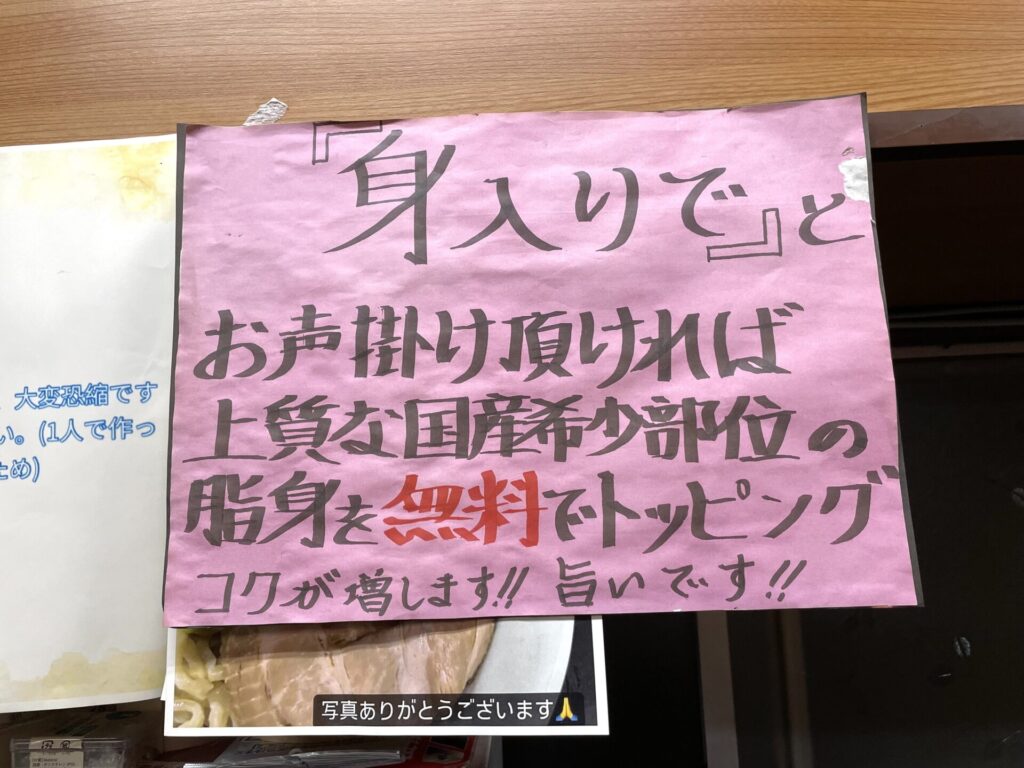 『身入りで』と
お声掛け頂ければ
上質な国産希少部位の
脂身を無料でトッピング
コクが増します!! 旨いです!!
、大変恐縮です
い。(1人で作っ
ため)
写真ありがとうございます🙏